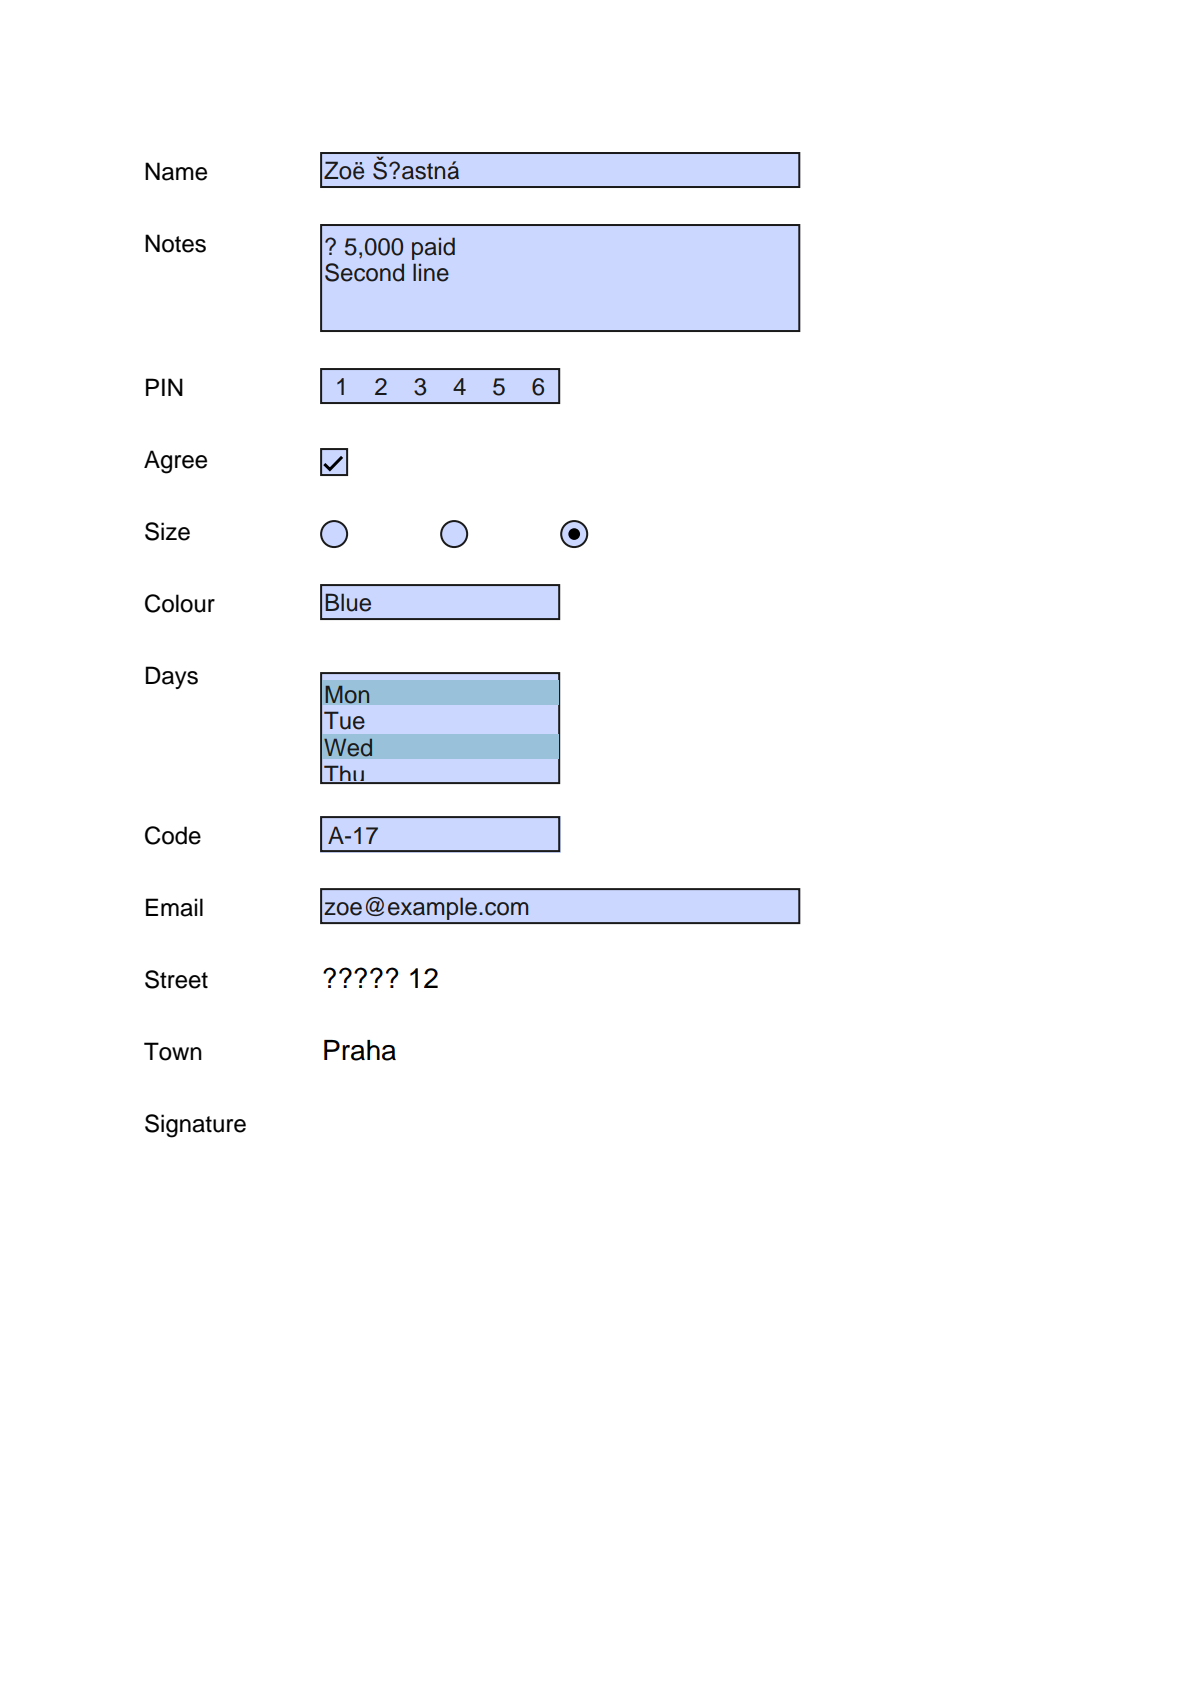 Name Zoë Š?astná
Notes ? 5,000 paid
Second line
PIN 1 2 3 4 5 6
Agree
Size
Colour Blue
Days
Mon
Tue
Wed
Thu
Code A-17
Email zoe@example.com
Street ????? 12
Town Praha
Signature